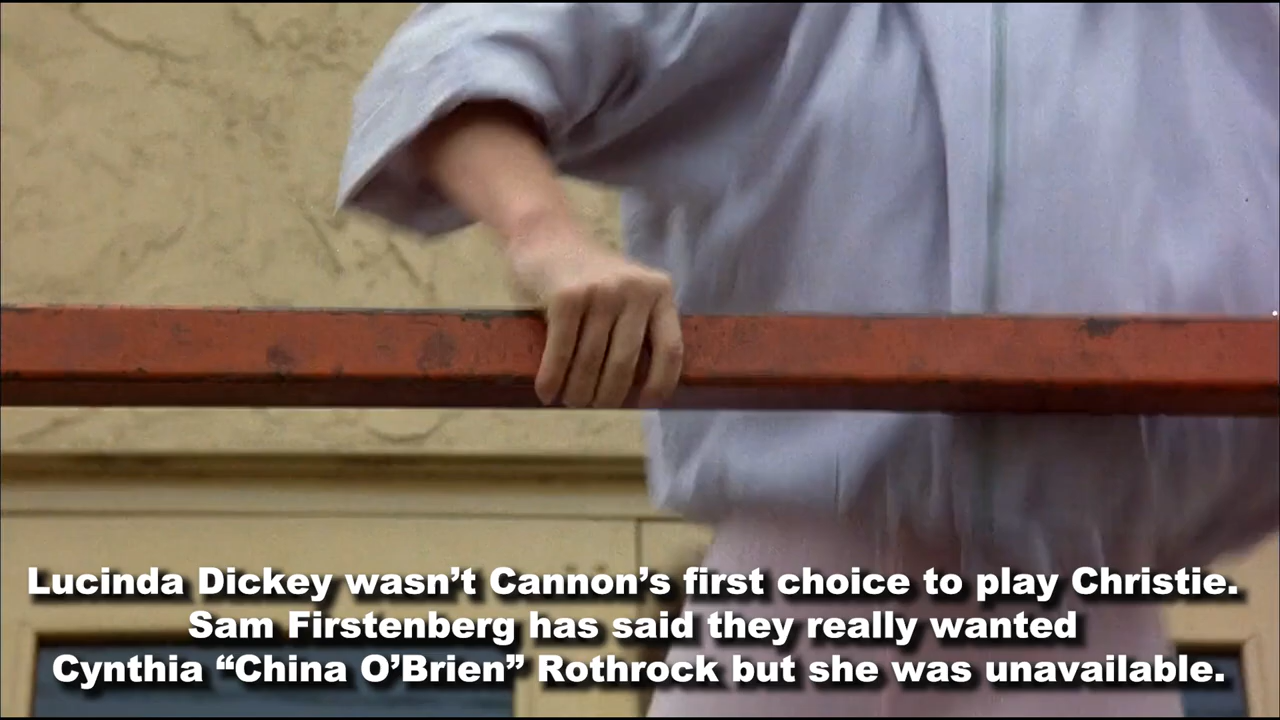 Lucinda Dickey wasn’t Cannon’s first choice to play Christie.
Sam Firstenberg has said they really wanted
Cynthia “China O’Brien” Rothrock but she was unavailable.